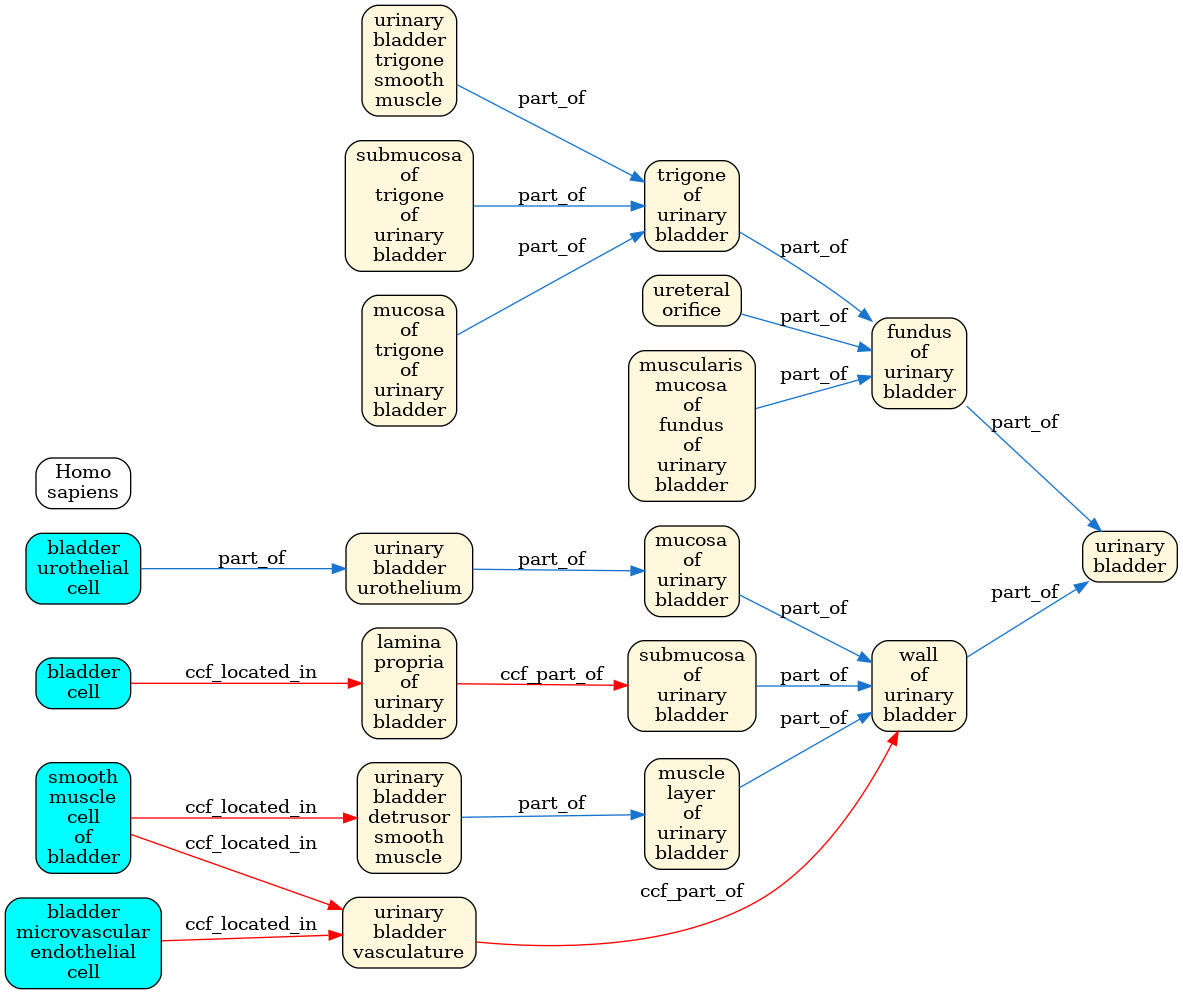 urinary
bladder
trigone
smooth
muscle
part_of
submucosa
of
trigone
of
urinary
bladder
part_of
mucosa
of
trigone
of
urinary
bladder
part_of
trigone
of
urinary
bladder
part_of
ureteral
orifice
part_of
muscularis
mucosa
of
fundus
of
urinary
bladder
part_of
fundus
of
urinary
bladder
part_of
Homo
sapiens
bladder
urothelial
cell
part_of
urinary
bladder
urothelium
part_of
mucosa
of
urinary
bladder
part_of
urinary
bladder
bladder
cell
ccf_located_in
lamina
propria
of
urinary
bladder
ccf_part_of
submucosa
of
urinary
bladder
part_of
wall
of
urinary
bladder
part_of
smooth
muscle
cell
of
bladder
ccf_located_in
ccf_located_in
urinary
bladder
detrusor
smooth
muscle
part_of
muscle
layer
of
urinary
bladder
part_of
bladder
microvascular
endothelial
cell
ccf_located_in
urinary
bladder
vasculature
ccf_part_of